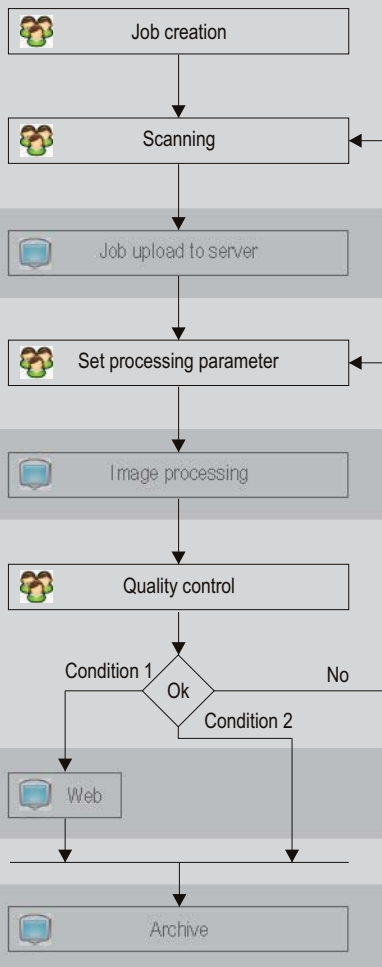 Job creation
Scanning
Job upload to server
Set processing parameter
Image processing
Quality control
Condition 1
Ok
No
Condition 2
Web
Archive